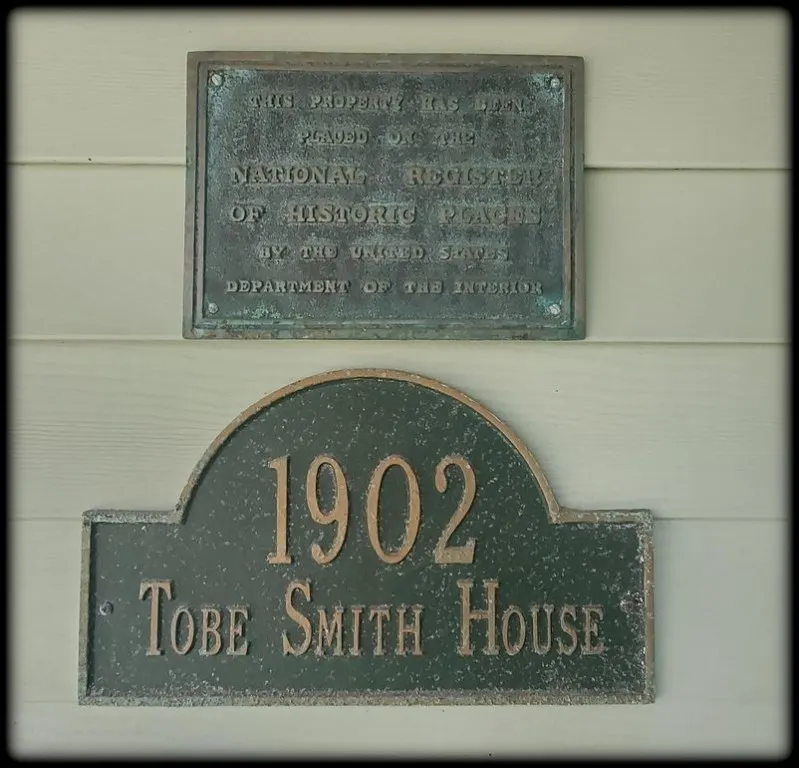 THIS PROPERTY HAS BEEN
PLACED ON THE
NATIONAL REGISTER
OF HISTORIC PLACES
BY THE UNITED STATES
DEPARTMENT OF THE INTERIOR
1902
TOBE SMITH HOUSE